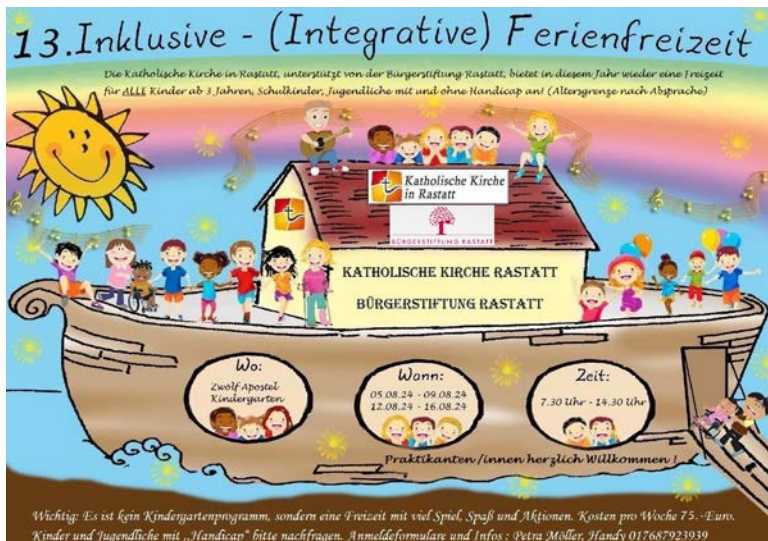 13. Inklusive - (Integrative) Ferienfreizeit
Die Katholische Kirche in Rastatt, unterstützt von der Bürgerstiftung Rastatt, bietet in diesem Jahr wieder eine Freizeit
für ALLE Kinder ab 3 Jahren, Schulkinder, Jugendliche mit und ohne Handicap an! (Altersgrenze nach Absprache)
Katholische Kirche
in Rastatt
BÜRGERSTIFTUNG RASTATT
KATHOLISCHE KIRCHE RASTATT
BÜRGERSTIFTUNG RASTATT
Wo:
Zwölf Apostel
Kindergarten
Wann:
05.08.24 - 09.08.24
12.08.24 - 16.08.24
Zeit:
7.30 Uhr - 14.30 Uhr
Praktikanten /innen herzlich Willkommen !
Wichtig: Es ist kein Kindergartenprogramm, sondern eine Freizeit mit viel Spiel, Spaß und Aktionen. Kosten pro Woche 75.-Euro.
Kinder und Jugendliche mit „Handicap" bitte nachfragen. Anmeldeformulare und Infos : Petra Möller, Handy 017687923939